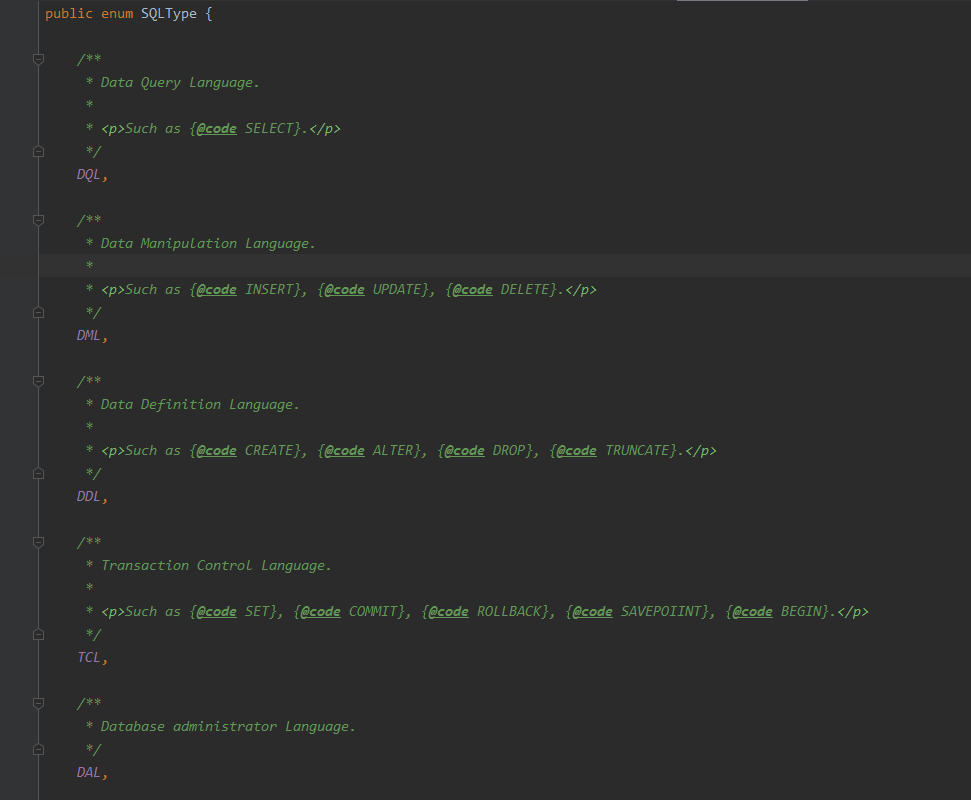 public enum SQLType {
/**
* Data Query Language.
*
* <p>Such as {@code SELECT}.</p>
*/
DQL,
/**
* Data Manipulation Language.
*
* <p>Such as {@code INSERT}, {@code UPDATE}, {@code DELETE}.</p>
*/
DML,
/**
* Data Definition Language.
*
* <p>Such as {@code CREATE}, {@code ALTER}, {@code DROP}, {@code TRUNCATE}.</p>
*/
DDL,
/**
* Transaction Control Language.
*
* <p>Such as {@code SET}, {@code COMMIT}, {@code ROLLBACK}, {@code SAVEPOIINT}, {@code BEGIN}.</p>
*/
TCL,
/**
* Database administrator Language.
*/
DAL,